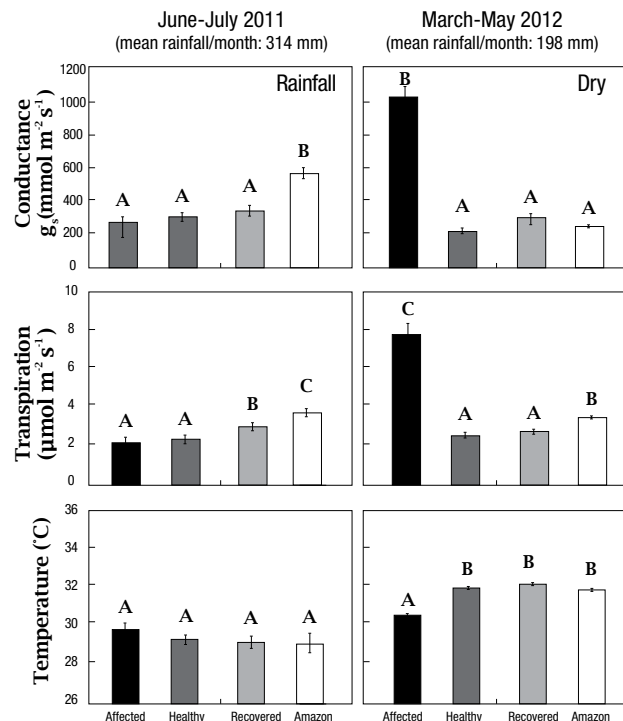 June-July 2011
(mean rainfall/month: 314 mm)
March-May 2012
(mean rainfall/month: 198 mm)
Conductance
gs(mmol m-2 s-1)
1200
1000
800
600
400
200
0
Rainfall
A
A
A
B
Dry
B
A
A
A
Transpiration
(µmol m-2 s-1)
10
8
6
4
2
0
A
A
B
C
C
A
A
B
Temperature (°C)
36
34
32
30
28
26
A
A
A
A
A
B
B
B
Affected Healthy Recovered Amazon
Affected Healthy Recovered Amazon